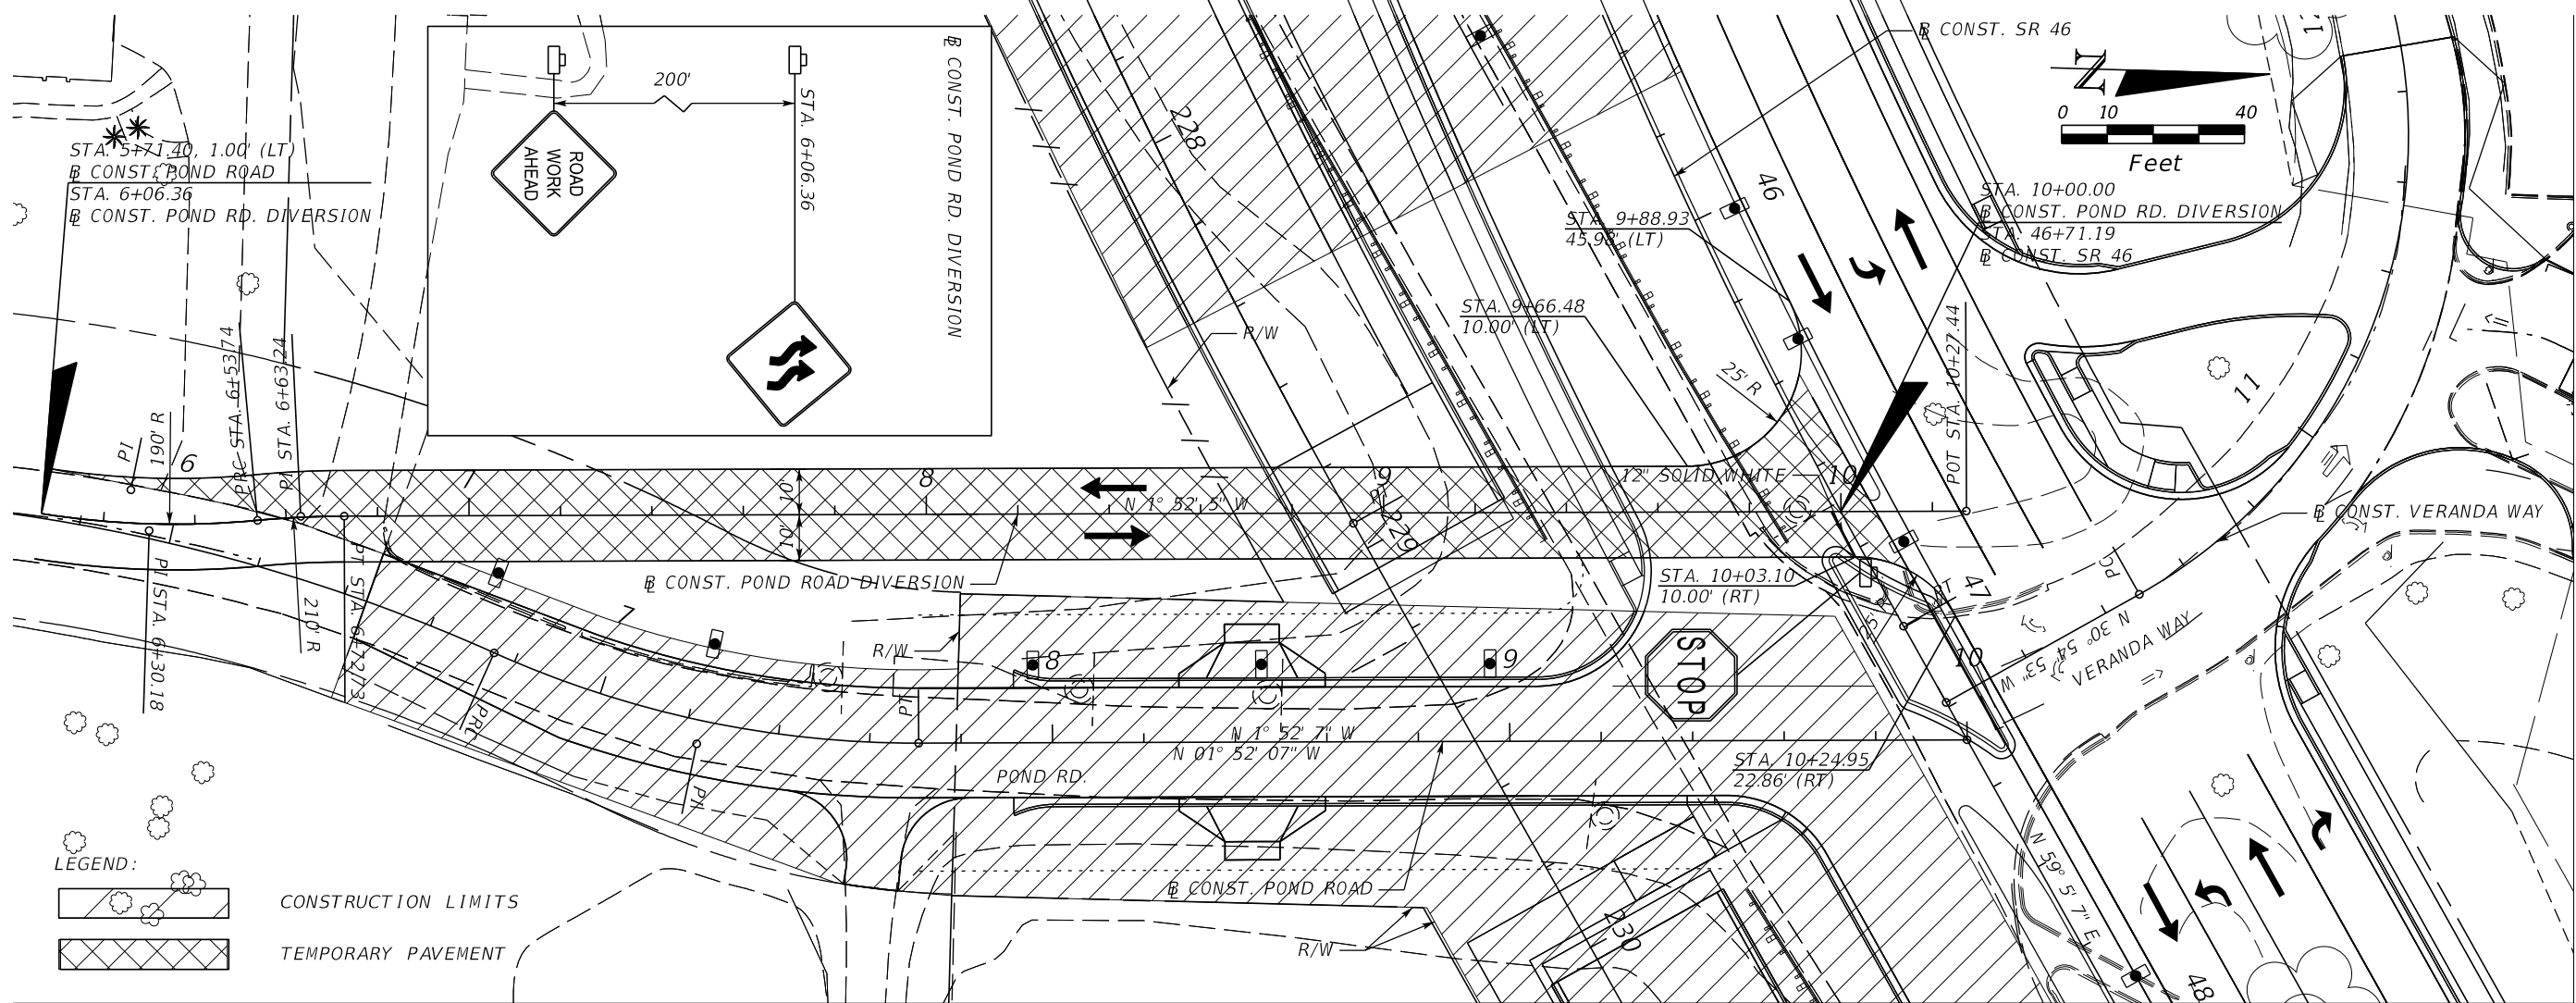 STA. 5+71.40, 1.00' (LT)
℄ CONST. POND ROAD
STA. 6+06.36
℄ CONST. POND RD. DIVERSION
200'
STA. 6+06.36
℄ CONST. POND RD. DIVERSION
ROAD
WORK
AHEAD
228
℄ CONST. SR 46
N
0 10 40
Feet
46
STA. 9+88.93
45.98' (LT)
STA. 10+00.00
℄ CONST. POND RD. DIVERSION
STA. 46+71.19
℄ CONST. SR 46
STA. 9+66.48
10.00' (LT)
R/W
25' R
POT STA. 10+27.44
11
PI
190' R
6
PRC STA. 6+53.74
PI STA. 6+63.24
7
8
9
10
10'
10'
N 1° 52' 5" W
12" SOLID WHITE
PI
229
℄ CONST. VERANDA WAY
PC
℄ CONST. POND ROAD DIVERSION
STA. 10+03.10
10.00' (RT)
47
PT
25' R
PI STA. 6+30.18
210' R
PT STA. 6+72.73
7
R/W
8
9
10
STOP
N 30° 54' 53" W
VERANDA WAY
PRC
PT
N 1° 52' 7" W
N 01° 52' 07" W
POND RD.
PI
STA. 10+24.95
22.86' (RT)
N 59° 5' 7" E
LEGEND:
CONSTRUCTION LIMITS
TEMPORARY PAVEMENT
℄ CONST. POND ROAD
R/W
230
48